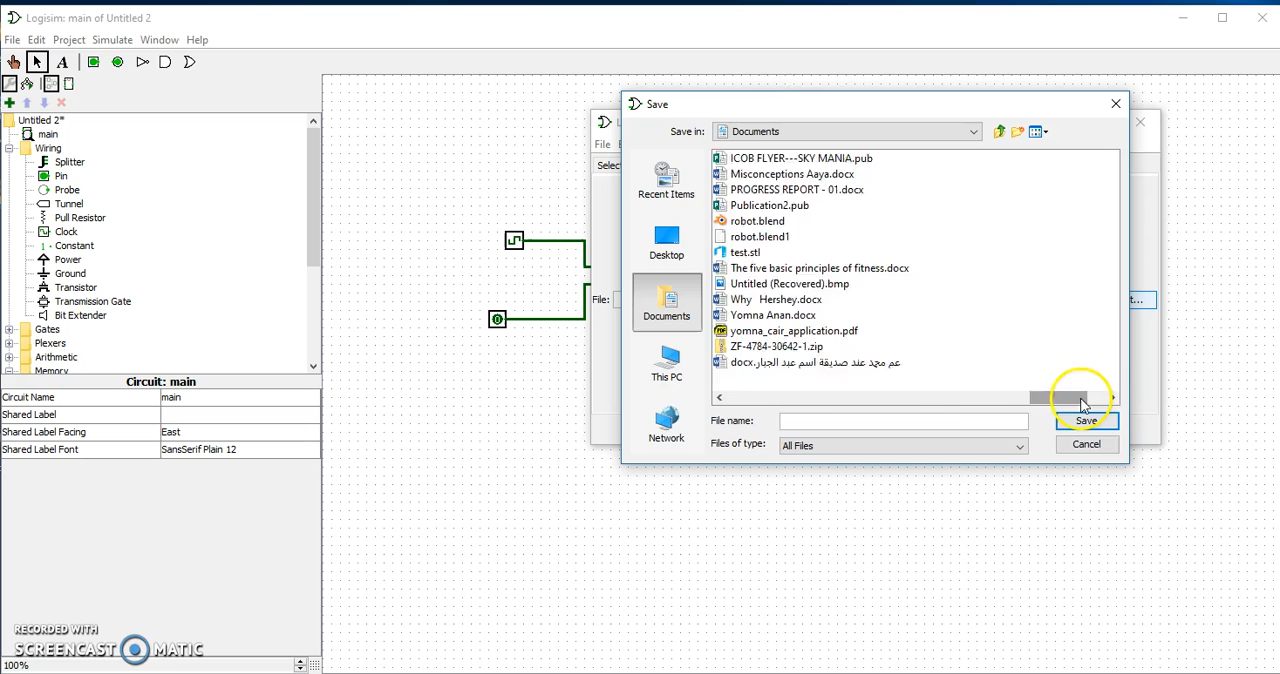 Logisim: main of Untitled 2
File Edit Project Simulate Window Help
Untitled 2*
main
Wiring
Splitter
Pin
Probe
Tunnel
Pull Resistor
Clock
Constant
Power
Ground
Transistor
Transmission Gate
Bit Extender
Gates
Plexers
Arithmetic
Memory
Circuit: main
Circuit Name main
Shared Label
Shared Label Facing East
Shared Label Font SansSerif Plain 12
RECORDED WITH
SCREENCAST MATIC
100%
File
Selec
File:
t...
Save
Save in: Documents
Recent Items
Desktop
Documents
This PC
Network
ICOB FLYER---SKY MANIA.pub
Misconceptions Aaya.docx
PROGRESS REPORT - 01.docx
Publication2.pub
robot.blend
robot.blend1
test.stl
The five basic principles of fitness.docx
Untitled (Recovered).bmp
Why Hershey.docx
Yomna Anan.docx
yomna_cair_application.pdf
ZF-4784-30642-1.zip
عم محمد عند صديقة اسم عبد الجبار.docx
File name: Save
Files of type: All Files Cancel